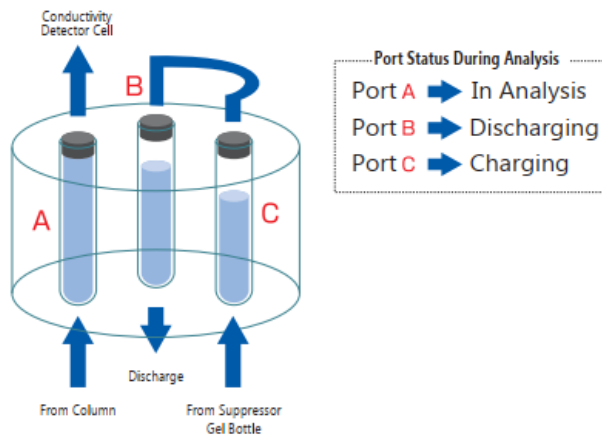 Conductivity
Detector Cell
B
A
C
Discharge
From Column
From Suppressor
Gel Bottle
Port Status During Analysis
Port A In Analysis
Port B Discharging
Port C Charging